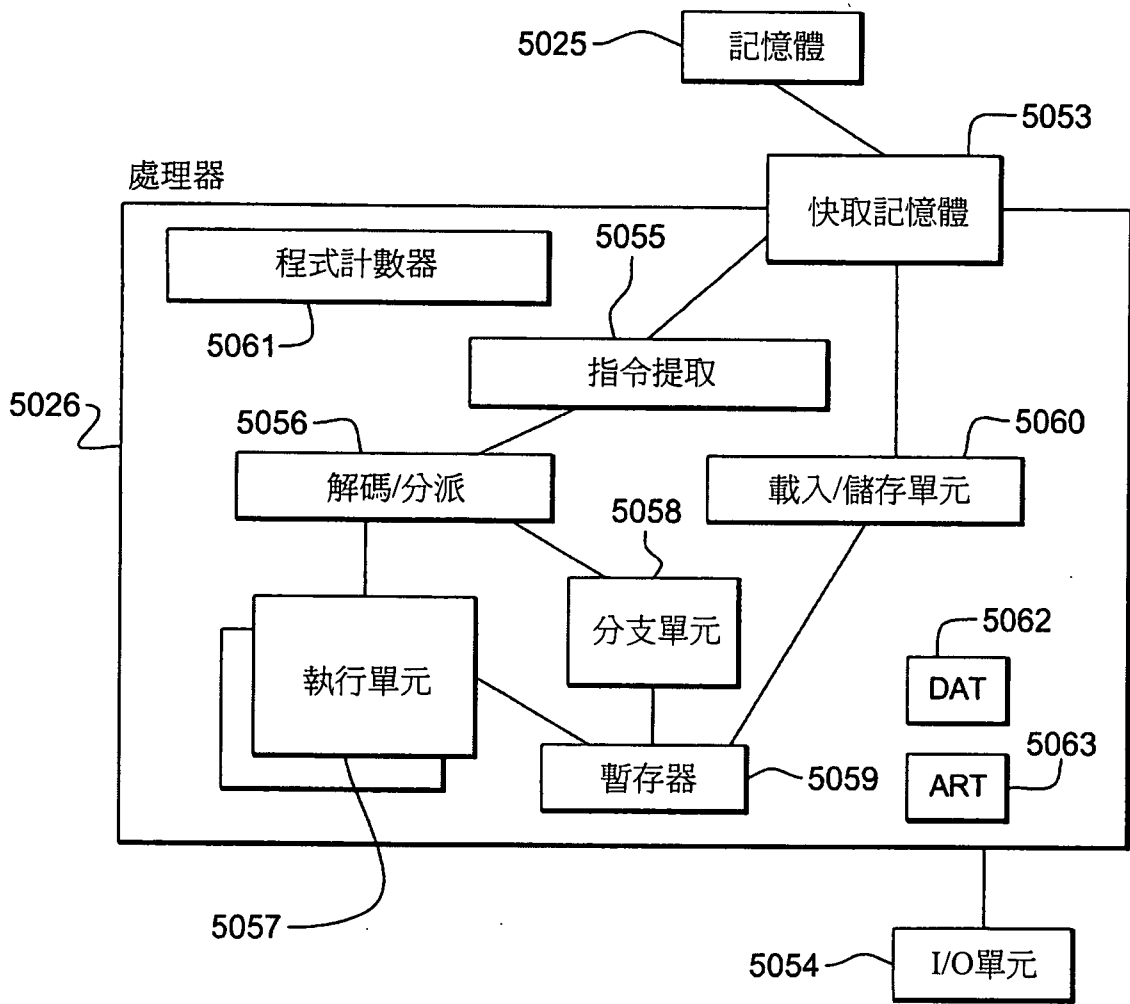 5025
記憶體
5053
處理器
快取記憶體
程式計數器
5055
5061
指令提取
5026
5056
5060
解碼/分派
載入/儲存單元
5058
分支單元
5062
執行單元
DAT
5063
暫存器
5059
ART
5057
5054
I/O單元